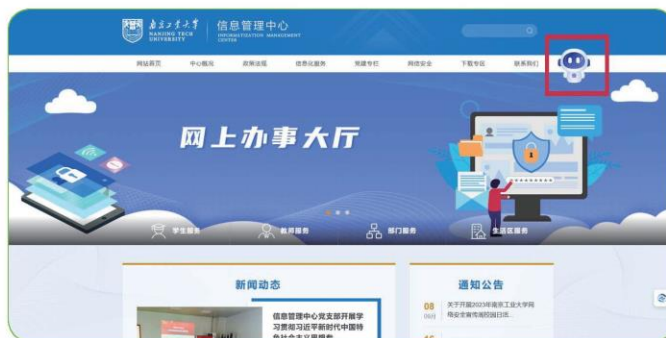 南京工业大学
NANJING TECH
UNIVERSITY
信息管理中心
CENTER
网站首页 中心概况 政策法规 信息化服务 党建专栏 网络安全 下载专区 联系我们
网上办事大厅
学生服务 教师服务 部门服务 生活区服务
新闻动态
信息管理中心党支部开展学
习贯彻习近平新时代中国特
色社会主义思想
通知公告
08
关于开展2023年南京工业大学网
络安全宣传周校园日活...
15